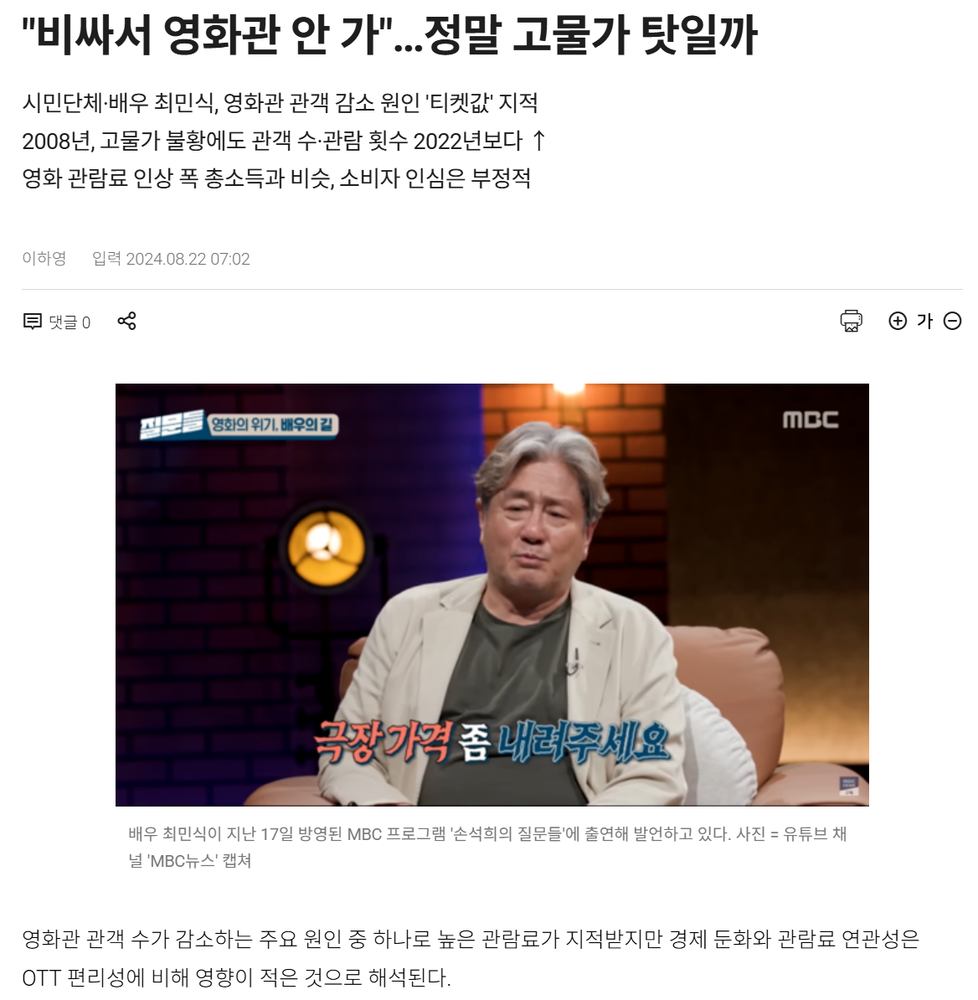 "비싸서 영화관 안 가"...정말 고물가 탓일까
시민단체·배우 최민식, 영화관 관객 감소 원인 '티켓값' 지적
2008년, 고물가 불황에도 관객 수·관람 횟수 2022년보다 ↑
영화 관람료 인상 폭 총소득과 비슷, 소비자 인심은 부정적
이하영 입력 2024.08.22 07:02
댓글 0 가
질문들 영화의 위기, 배우의 길 MBC
극장 가격 좀 내려주세요
배우 최민식이 지난 17일 방영된 MBC 프로그램 '손석희의 질문들'에 출연해 발언하고 있다. 사진 = 유튜브 채
널 'MBC뉴스' 캡쳐
영화관 관객 수가 감소하는 주요 원인 중 하나로 높은 관람료가 지적받지만 경제 둔화와 관람료 연관성은
OTT 편리성에 비해 영향이 적은 것으로 해석된다.